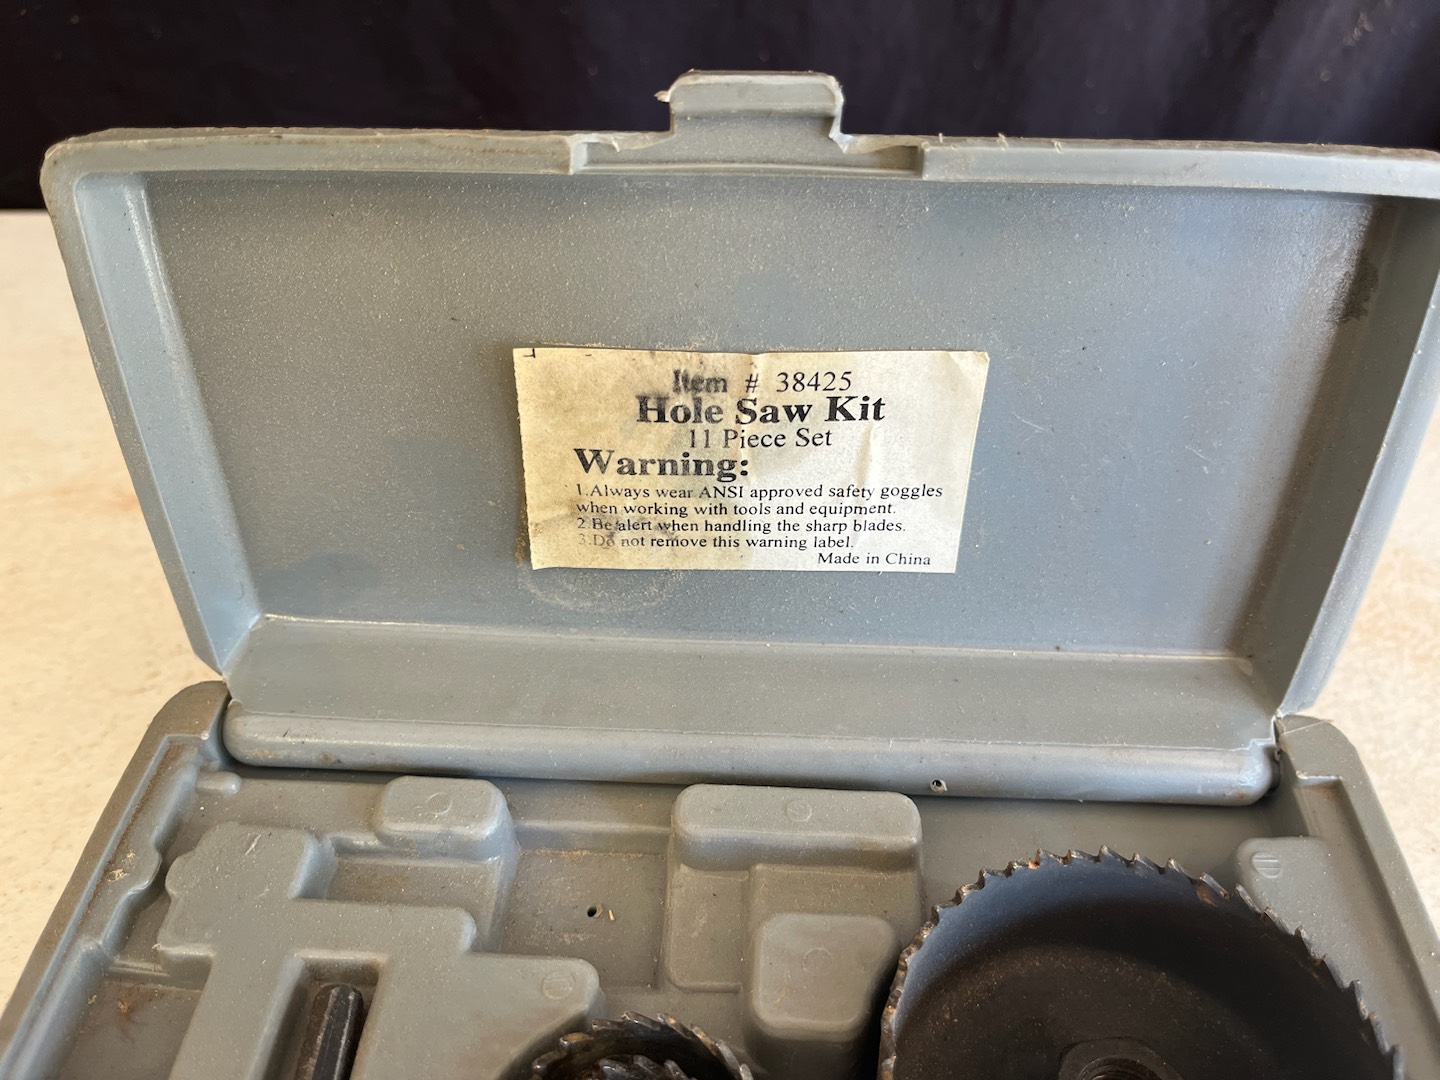 Item # 38425
Hole Saw Kit
11 Piece Set
Warning:
1.Always wear ANSI approved safety goggles
when working with tools and equipment.
2.Be alert when handling the sharp blades.
3.Do not remove this warning label.
Made in China